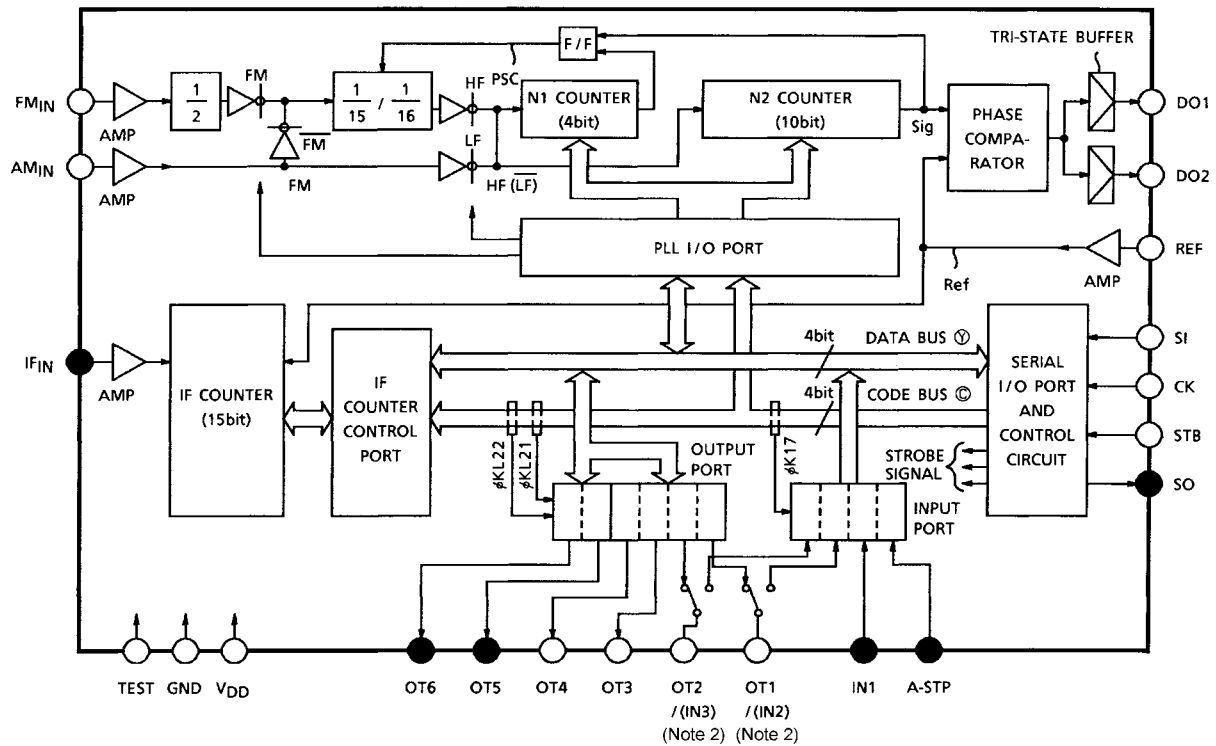 TRI-STATE BUFFER
F/F
PSC
FM
HF
FMIN
AMP
1/2
1/15 / 1/16
N1 COUNTER
(4bit)
N2 COUNTER
(10bit)
Sig
PHASE
COMPA-
RATOR
DO1
FM
LF
AMIN
AMP
FM
HF (LF)
DO2
PLL I/O PORT
Ref
AMP
REF
IFIN
AMP
IF COUNTER
(15bit)
IF
COUNTER
CONTROL
PORT
4bit
DATA BUS Ⓨ
4bit
CODE BUS Ⓒ
SERIAL
I/O PORT
AND
CONTROL
CIRCUIT
SI
CK
STB
SO
φKL22
φKL21
OUTPUT
PORT
φK17
STROBE
SIGNAL
INPUT
PORT
TEST
GND
VDD
OT6
OT5
OT4
OT3
OT2
/(IN3)
(Note 2)
OT1
/(IN2)
(Note 2)
IN1
A-STP